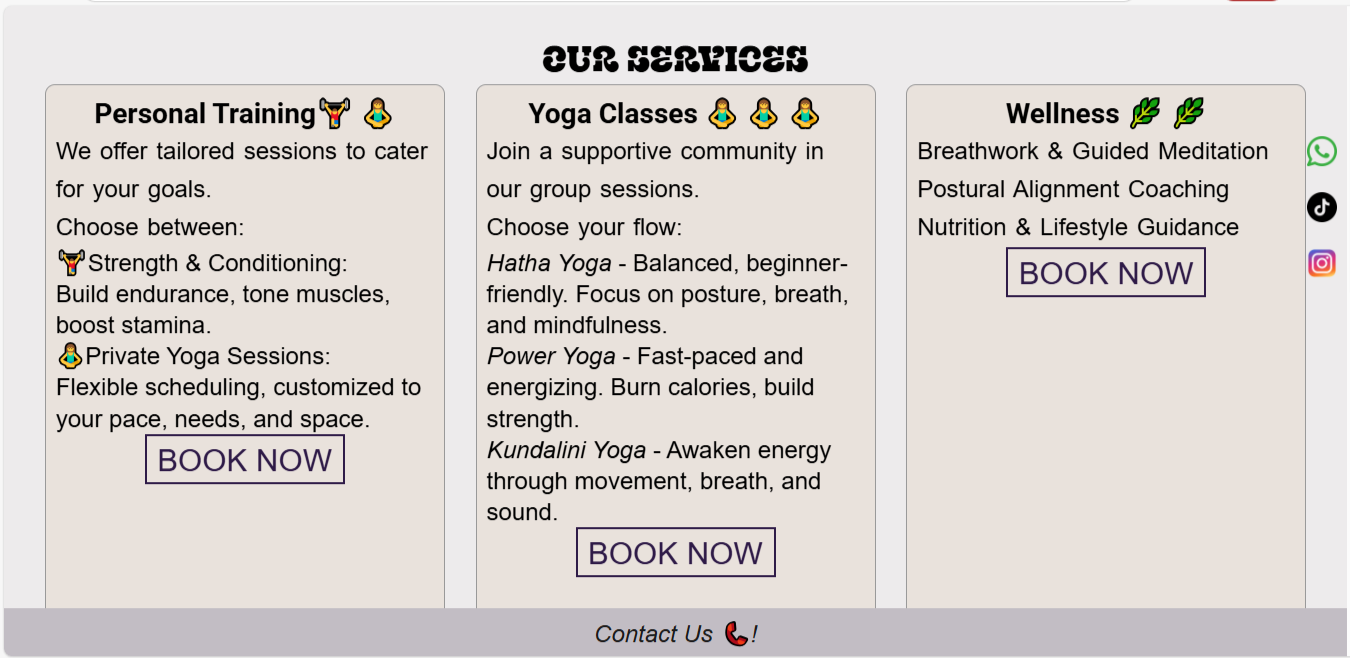 OUR SERVICES
Personal Training🏋️ 🧘
We offer tailored sessions to cater
for your goals.
Choose between:
🏋️Strength & Conditioning:
Build endurance, tone muscles,
boost stamina.
🧘Private Yoga Sessions:
Flexible scheduling, customized to
your pace, needs, and space.
BOOK NOW
Yoga Classes 🧘 🧘 🧘
Join a supportive community in
our group sessions.
Choose your flow:
Hatha Yoga - Balanced, beginner-
friendly. Focus on posture, breath,
and mindfulness.
Power Yoga - Fast-paced and
energizing. Burn calories, build
strength.
Kundalini Yoga - Awaken energy
through movement, breath, and
sound.
BOOK NOW
Wellness 🌿 🌿
Breathwork & Guided Meditation
Postural Alignment Coaching
Nutrition & Lifestyle Guidance
BOOK NOW
Contact Us 📞!